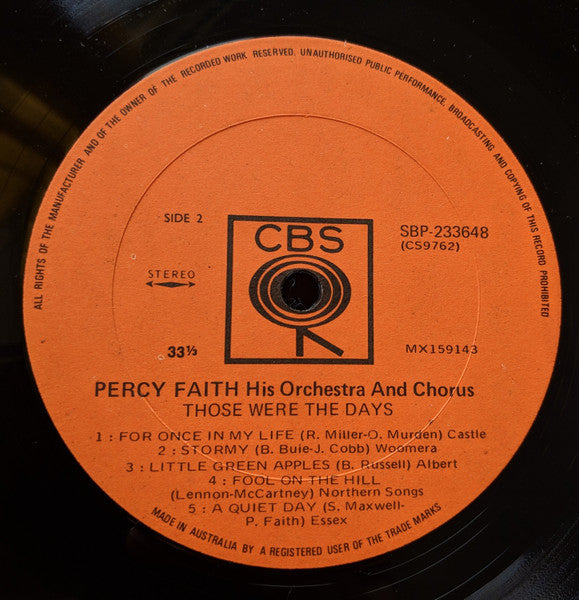 ALL RIGHTS OF THE MANUFACTURER AND OF THE OWNER OF THE RECORDED WORK RESERVED. UNAUTHORISED PUBLIC PERFORMANCE, BROADCASTING AND COPYING OF THIS RECORD PROHIBITED
SIDE 2
CBS
SBP-233648
(CS9762)
STEREO
33⅓
MX159143
PERCY FAITH His Orchestra And Chorus
THOSE WERE THE DAYS
1 : FOR ONCE IN MY LIFE (R. Miller-O. Murden) Castle
2 : STORMY (B. Buie-J. Cobb) Woomera
3 : LITTLE GREEN APPLES (B. Russell) Albert
4 : FOOL ON THE HILL
(Lennon-McCartney) Northern Songs
5 : A QUIET DAY (S. Maxwell-
P. Faith) Essex
MADE IN AUSTRALIA BY A REGISTERED USER OF THE TRADE MARKS